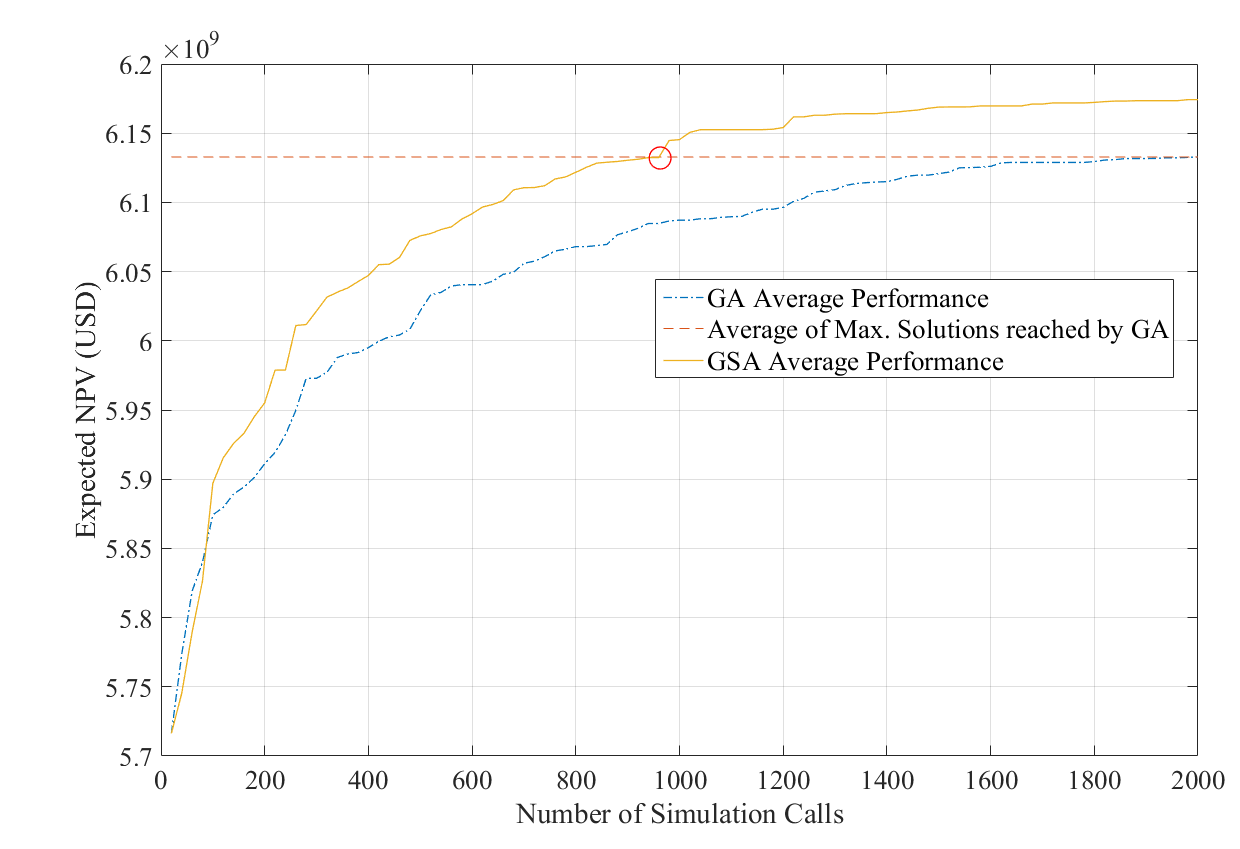 ×10⁹
6.2
6.15
6.1
6.05
6
5.95
5.9
5.85
5.8
5.75
5.7
Expected NPV (USD)
GA Average Performance
Average of Max. Solutions reached by GA
GSA Average Performance
0 200 400 600 800 1000 1200 1400 1600 1800 2000
Number of Simulation Calls